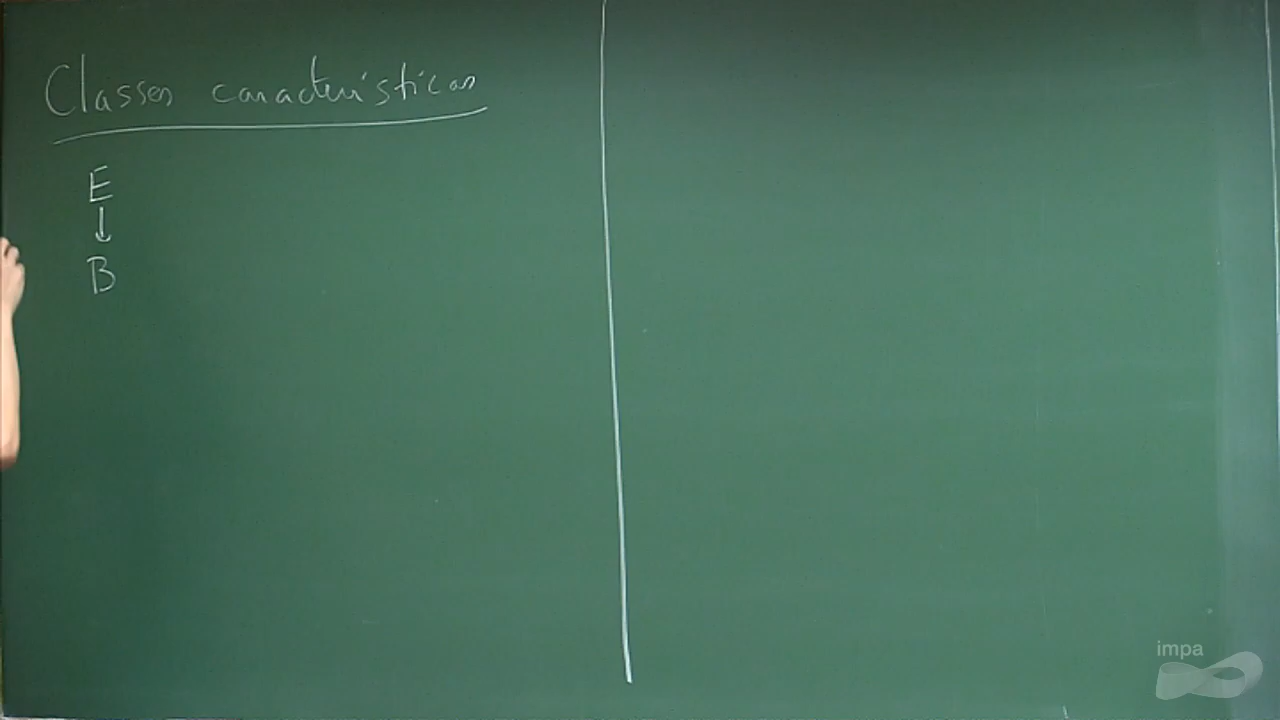 Classes características
E
↓
B
impa